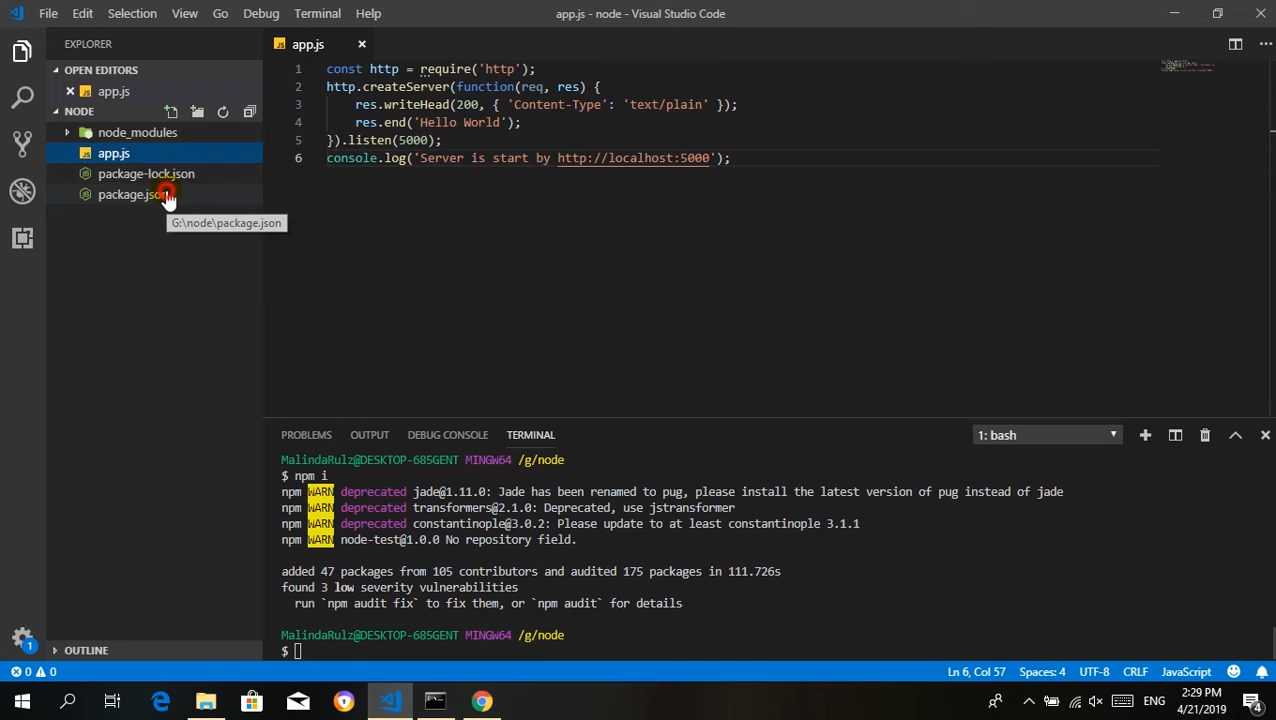 File Edit Selection View Go Debug Terminal Help
app.js - node - Visual Studio Code
EXPLORER
OPEN EDITORS
app.js
NODE
node_modules
app.js
package-lock.json
package.json
G:\node\package.json
OUTLINE
app.js
1 const http = require('http');
2 http.createServer(function(req, res) {
3 res.writeHead(200, { 'Content-Type': 'text/plain' });
4 res.end('Hello World');
5 }).listen(5000);
6 console.log('Server is start by http://localhost:5000');
PROBLEMS OUTPUT DEBUG CONSOLE TERMINAL
1: bash
MalindaRulz@DESKTOP-685GENT MINGW64 /g/node
$ npm i
npm WARN deprecated jade@1.11.0: Jade has been renamed to pug, please install the latest version of pug instead of jade
npm WARN deprecated transformers@2.1.0: Deprecated, use jstransformer
npm WARN deprecated constantinople@3.0.2: Please update to at least constantinople 3.1.1
npm WARN node-test@1.0.0 No repository field.
added 47 packages from 105 contributors and audited 175 packages in 111.726s
found 3 low severity vulnerabilities
run `npm audit fix` to fix them, or `npm audit` for details
MalindaRulz@DESKTOP-685GENT MINGW64 /g/node
$
1
0 0
Ln 6, Col 57 Spaces: 4 UTF-8 CRLF JavaScript
ENG
2:29 PM
4/21/2019
4